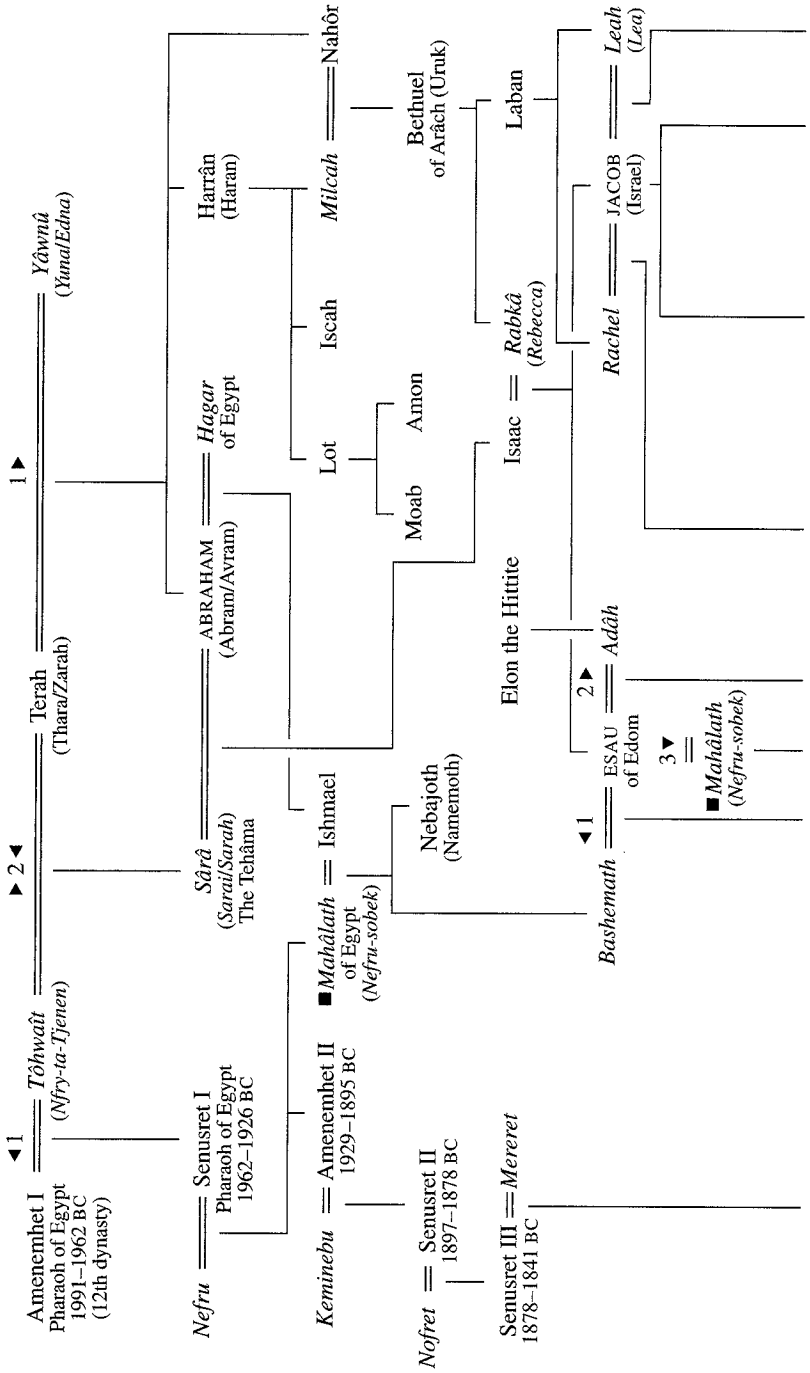 ◄1
►2◄
1►
Amenemhet I
Pharaoh of Egypt
1991–1962 BC
(12th dynasty)
Tôhwaît
(Nfry-ta-Tjenen)
Terah
(Thara/Zarah)
Yâwnû
(Yuna/Edna)
Nefru
Senusret I
Pharaoh of Egypt
1962–1926 BC
Sârâ
(Sarai/Sarah)
The Tehâma
ABRAHAM
(Abram/Avram)
Hagar
of Egypt
Harrân
(Haran)
Nahôr
Keminebu
Amenemhet II
1929–1895 BC
■Mahâlath
of Egypt
(Nefru-sobek)
Ishmael
Lot
Iscah
Milcah
Nofret
Senusret II
1897–1878 BC
Nebajoth
(Namemoth)
Moab
Amon
Bethuel
of Arâch (Uruk)
Senusret III
1878–1841 BC
Mereret
Elon the Hittite
Isaac
Rabkâ
(Rebecca)
Laban
◄1
2►
Bashemath
ESAU
of Edom
Adâh
3▼
■Mahâlath
(Nefru-sobek)
Rachel
JACOB
(Israel)
Leah
(Lea)